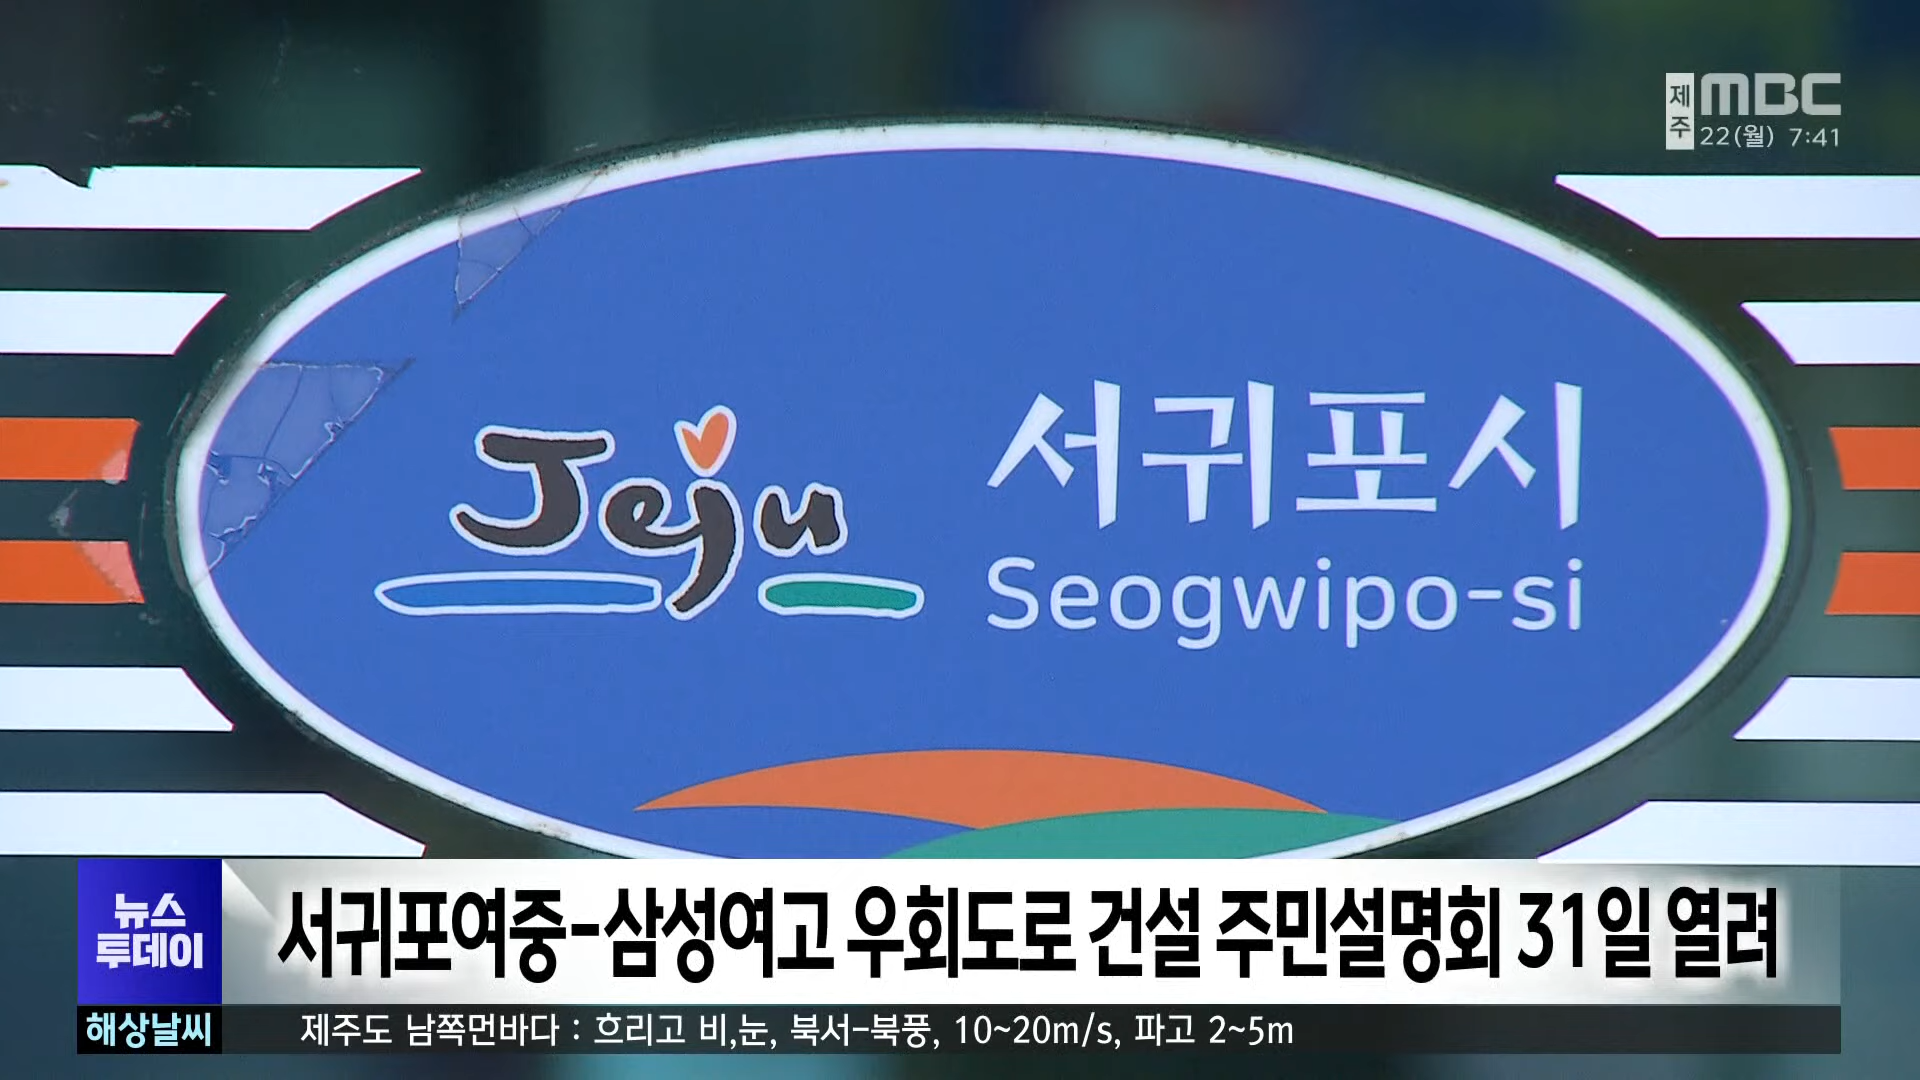 제주 MBC
22(월) 7:41
Jeju 서귀포시
Seogwipo-si
뉴스
투데이
서귀포여중-삼성여고 우회도로 건설 주민설명회 31일 열려
해상날씨 제주도 남쪽먼바다 : 흐리고 비,눈, 북서-북풍, 10~20m/s, 파고 2~5m